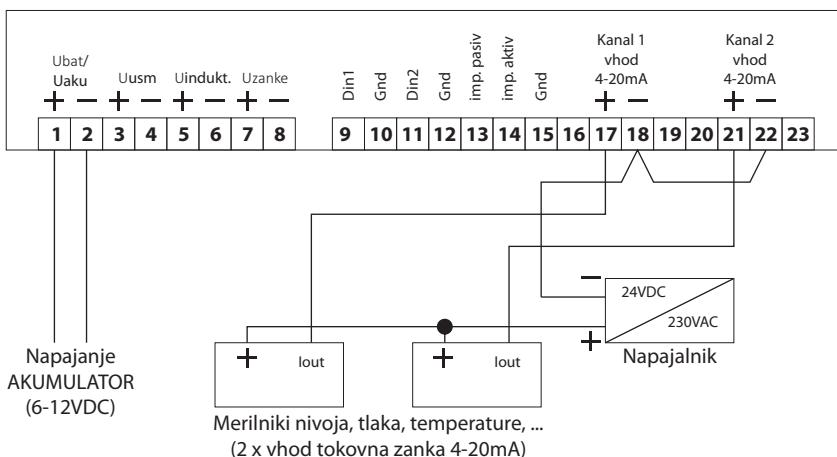 Ubat/
Uaku
+ − Uusm + − Uindukt. + − Uzanke + −
Din1
Gnd
Din2
Gnd
imp. pasiv
imp. aktiv
Gnd
Kanal 1
vhod
4-20mA
+ −
Kanal 2
vhod
4-20mA
+ −
1 2 3 4 5 6 7 8 9 10 11 12 13 14 15 16 17 18 19 20 21 22 23
−
24VDC
230VAC
+
Napajalnik
Napajanje
AKUMULATOR
(6-12VDC)
+ Iout
+ Iout
Merilniki nivoja, tlaka, temperature, ...
(2 x vhod tokovna zanka 4-20mA)